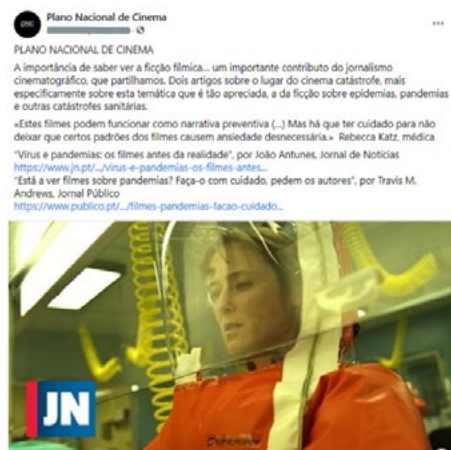 Plano Nacional de Cinema
PLANO NACIONAL DE CINEMA
A importância de saber ver a ficção fílmica... um importante contributo do jornalismo
cinematográfico, que partilhamos. Dois artigos sobre o lugar do cinema catástrofe, mais
especificamente sobre esta temática que é tão apreciada, a da ficção sobre epidemias, pandemias
e outras catástrofes sanitárias.
«Estes filmes podem funcionar como narrativa preventiva (...) Mas há que ter cuidado para não
deixar que certos padrões dos filmes causem ansiedade desnecessária.» Rebecca Katz, médica
"Vírus e pandemias: os filmes antes da realidade", por João Antunes, Jornal de Notícias
https://www.jn.pt/.../virus-e-pandemias-os-filmes-antes...
"Está a ver filmes sobre pandemias? Faça-o com cuidado, pedem os autores", por Travis M.
Andrews, Jornal Público
https://www.publico.pt/.../filmes-pandemias-facao-cuidado...
JN